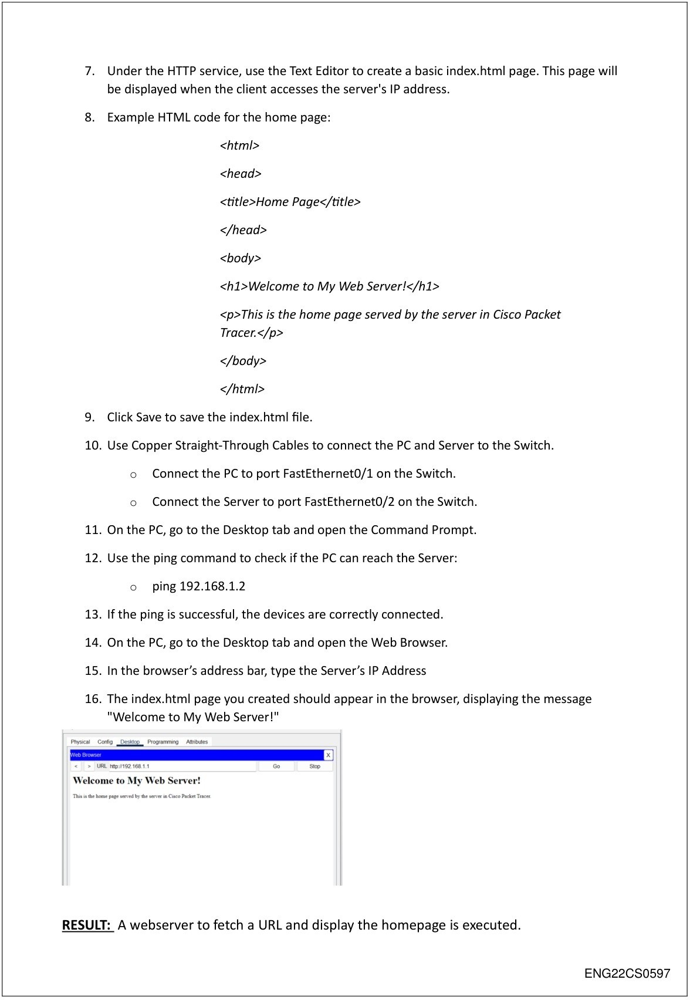 7. Under the HTTP service, use the Text Editor to create a basic index.html page. This page will
be displayed when the client accesses the server's IP address.
8. Example HTML code for the home page:
<html>
<head>
<title>Home Page</title>
</head>
<body>
<h1>Welcome to My Web Server!</h1>
<p>This is the home page served by the server in Cisco Packet
Tracer.</p>
</body>
</html>
9. Click Save to save the index.html file.
10. Use Copper Straight-Through Cables to connect the PC and Server to the Switch.
o Connect the PC to port FastEthernet0/1 on the Switch.
o Connect the Server to port FastEthernet0/2 on the Switch.
11. On the PC, go to the Desktop tab and open the Command Prompt.
12. Use the ping command to check if the PC can reach the Server:
o ping 192.168.1.2
13. If the ping is successful, the devices are correctly connected.
14. On the PC, go to the Desktop tab and open the Web Browser.
15. In the browser’s address bar, type the Server’s IP Address
16. The index.html page you created should appear in the browser, displaying the message
"Welcome to My Web Server!"
Physical Config Desktop Programming Attributes
Web Browser X
< > URL http://192.168.1.1 Go Stop
Welcome to My Web Server!
This is the home page served by the server in Cisco Packet Tracer.
RESULT: A webserver to fetch a URL and display the homepage is executed.
ENG22CS0597